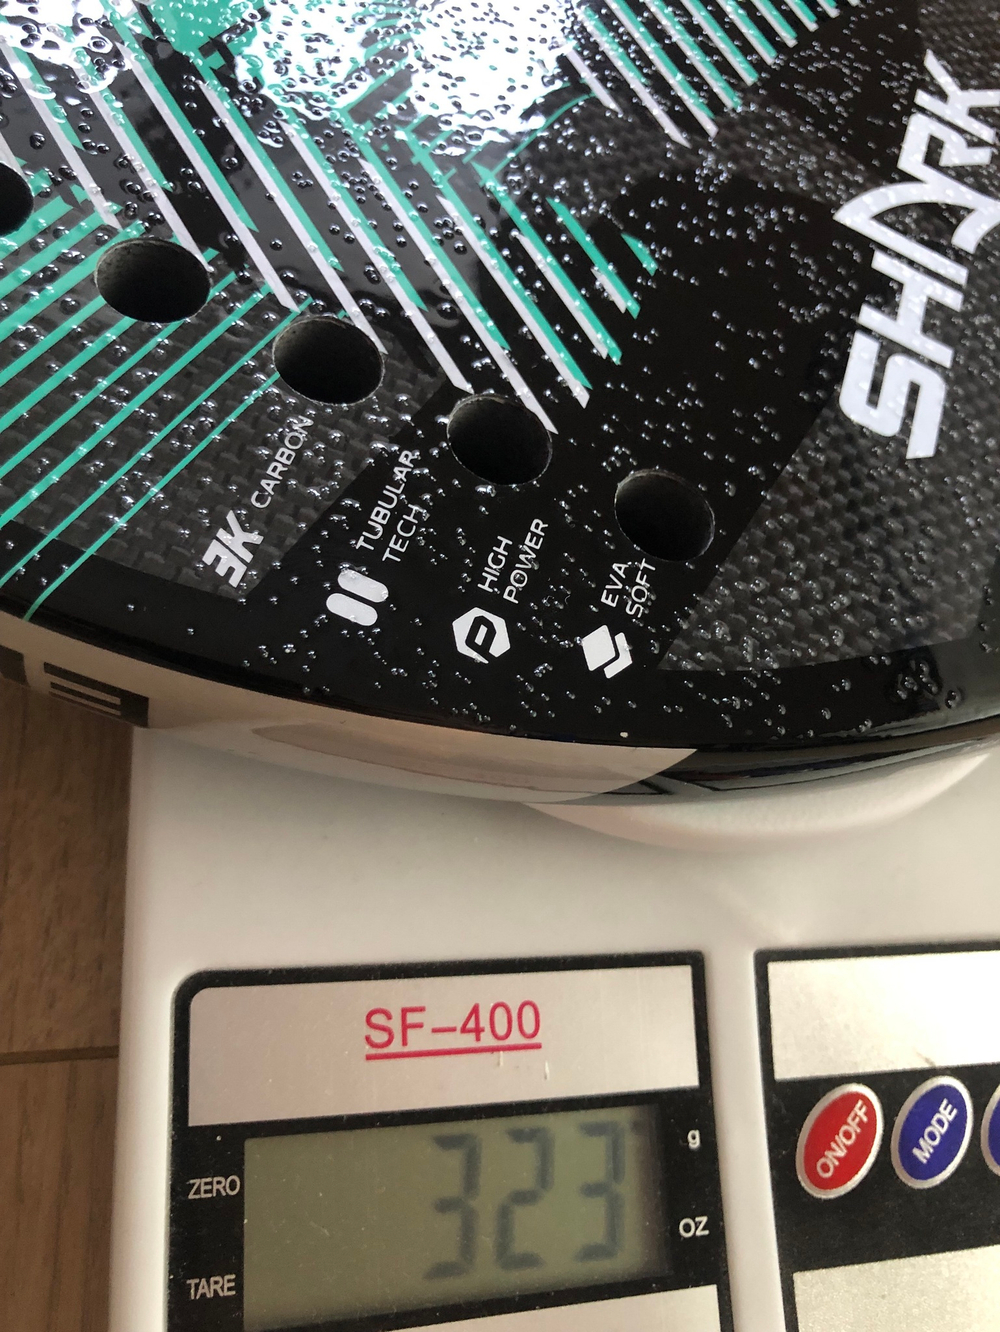 SHARK
3K CARBON
TUBULAR
TECH
HIGH
POWER
EVA
SOFT
SF-400
ZERO
TARE
323
g
OZ
ON/OFF
MODE